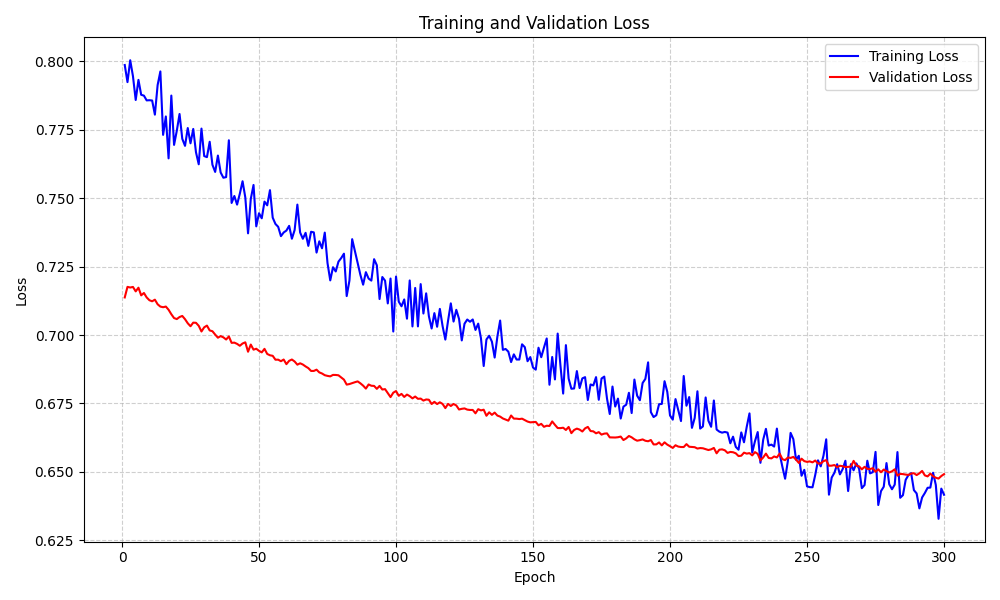 Training and Validation Loss
Training Loss
Validation Loss
0.800
0.775
0.750
0.725
0.700
0.675
0.650
0.625
Loss
0 50 100 150 200 250 300
Epoch